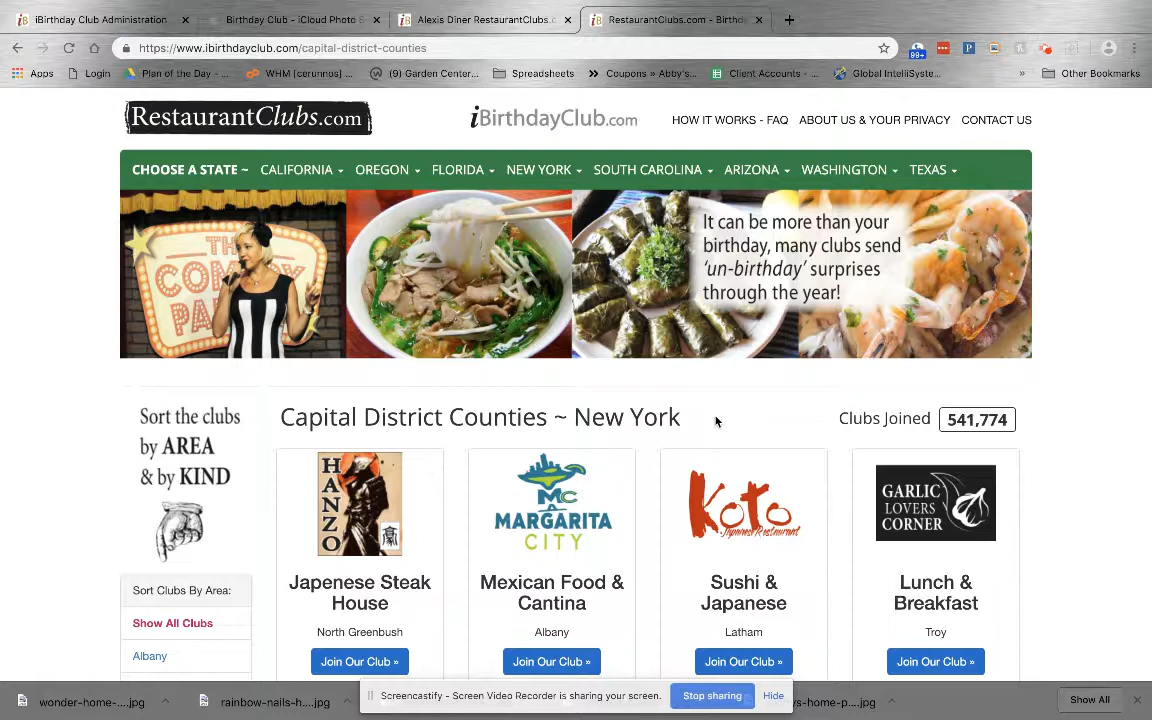 iBirthday Club Administration
Birthday Club - iCloud Photo S
Alexis Diner RestaurantClubs.c
RestaurantClubs.com - Birthd
https://www.ibirthdayclub.com/capital-district-counties
99+
Apps
Login
Plan of the Day - ...
WHM [cerunnos] ...
(9) Garden Center...
Spreadsheets
Coupons » Abby's...
Client Accounts - ...
Global IntelliSyste...
»
Other Bookmarks
RestaurantClubs.com
iBirthdayClub.com
HOW IT WORKS - FAQ
ABOUT US & YOUR PRIVACY
CONTACT US
CHOOSE A STATE ~
CALIFORNIA
OREGON
FLORIDA
NEW YORK
SOUTH CAROLINA
ARIZONA
WASHINGTON
TEXAS
It can be more than your
birthday, many clubs send
'un-birthday' surprises
through the year!
Sort the clubs
by AREA
& by KIND
Capital District Counties ~ New York
Clubs Joined 541,774
HANZO
Mc
MARGARITA
CITY
Koto
Japanese Restaurant
GARLIC
LOVERS
CORNER
Japenese Steak
House
North Greenbush
Join Our Club »
Mexican Food &
Cantina
Albany
Join Our Club »
Sushi &
Japanese
Latham
Join Our Club »
Lunch &
Breakfast
Troy
Join Our Club »
Sort Clubs By Area:
Show All Clubs
Albany
wonder-home-....jpg
rainbow-nails-h....jpg
Screencastify - Screen Video Recorder is sharing your screen.
Stop sharing
Hide
ys-home-p....jpg
Show All